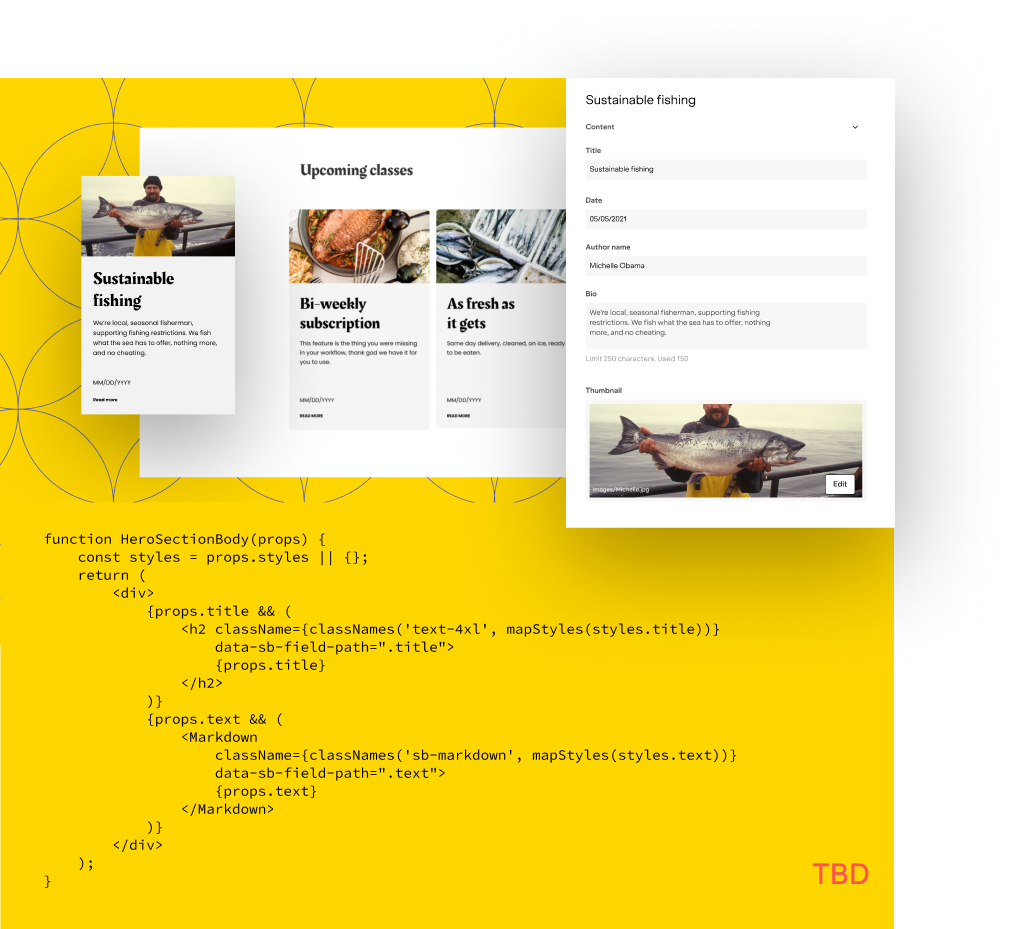 Upcoming classes
Sustainable
fishing
We're local, seasonal fisherman,
supporting fishing restrictions. We fish
what the sea has to offer, nothing more,
and no cheating.
MM/DD/YYYY
Read more
Bi-weekly
subscription
This feature is the thing you were missing
in your workflow, thank god we have it for
you to use.
MM/DD/YYYY
READ MORE
As fresh as
it gets
Same day delivery, cleaned, on ice, ready
to be eaten.
MM/DD/YYYY
READ MORE
Sustainable fishing
Content
Title
Sustainable fishing
Date
05/05/2021
Author name
Michelle Obama
Bio
We're local, seasonal fisherman, supporting fishing
restrictions. We fish what the sea has to offer, nothing
more, and no cheating.
Limit 250 characters. Used 150
Thumbnail
images/Michelle.jpg
Edit
function HeroSectionBody(props) {
const styles = props.styles || {};
return (
<div>
{props.title && (
<h2 className={classNames('text-4xl', mapStyles(styles.title))}
data-sb-field-path=".title">
{props.title}
</h2>
)}
{props.text && (
<Markdown
className={classNames('sb-markdown', mapStyles(styles.text))}
data-sb-field-path=".text">
{props.text}
</Markdown>
)}
</div>
);
}
TBD